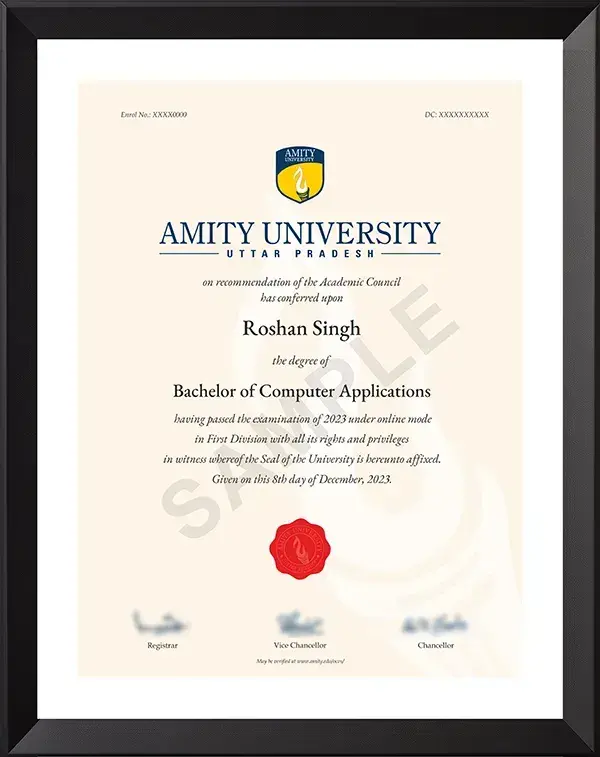 Enrol No.: XXXX0000
DC: XXXXXXXXXX
AMITY
UNIVERSITY
AMITY UNIVERSITY
UTTAR PRADESH
on recommendation of the Academic Council
has conferred upon
Roshan Singh
the degree of
Bachelor of Computer Applications
having passed the examination of 2023 under online mode
in First Division with all its rights and privileges
in witness whereof the Seal of the University is hereunto affixed.
Given on this 8th day of December, 2023.
SAMPLE
Registrar
Vice Chancellor
Chancellor
May be verified at www.amity.edu/ocrv/